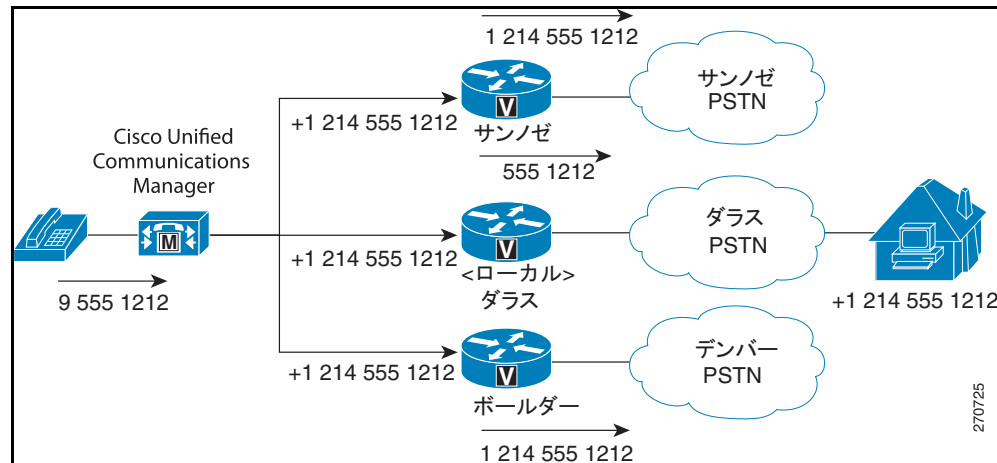 1 214 555 1212
サンノゼ
PSTN
Cisco Unified
Communications
Manager
+1 214 555 1212
V
サンノゼ
555 1212
M
9 555 1212
+1 214 555 1212
V
<ローカル>
ダラス
ダラス
PSTN
+1 214 555 1212
+1 214 555 1212
V
ボールダー
デンバー
PSTN
1 214 555 1212
270725